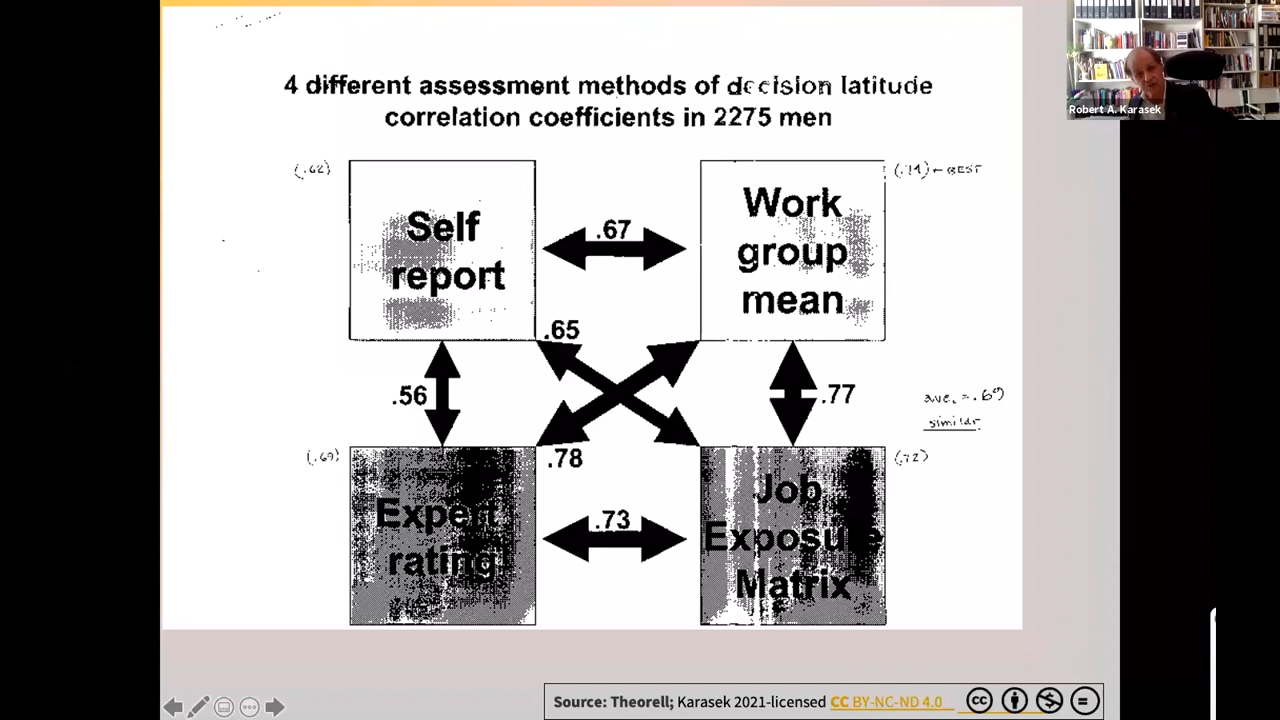 4 different assessment methods of decision latitude
correlation coefficients in 2275 men
Robert A. Karasek
(.62)
Self
report
.67
Work
group
mean
← BEST
.65
.56
.77
ave. = .69
similar
(.69)
Expert
rating
.78
.73
Job
Exposure
Matrix
(.72)
Source: Theorell; Karasek 2021-licensed CC BY-NC-ND 4.0